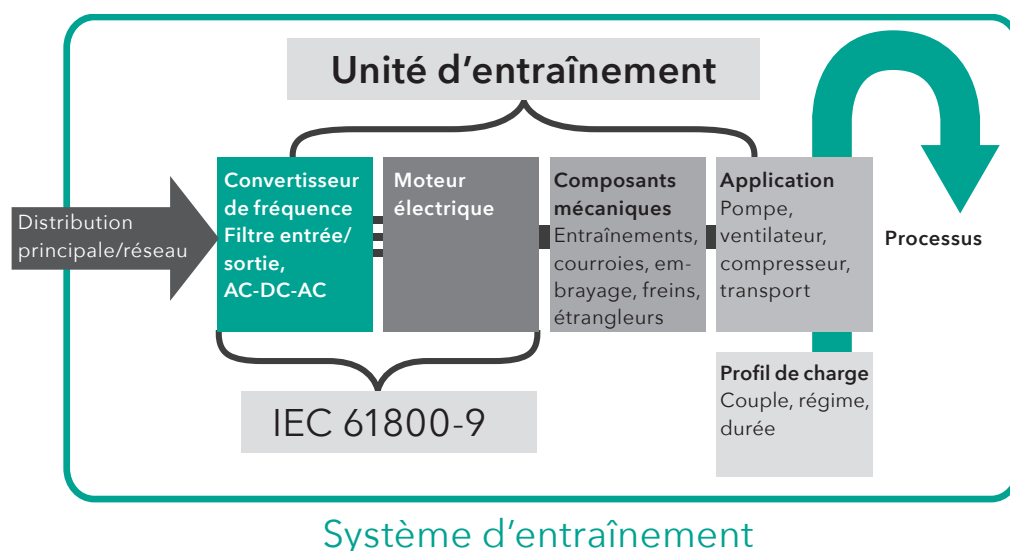 Unité d’entraînement
Distribution
principale/réseau
Convertisseur
de fréquence
Filtre entrée/
sortie,
AC-DC-AC
Moteur
électrique
Composants
mécaniques
Entraînements,
courroies, em-
brayage, freins,
étrangleurs
Application
Pompe,
ventilateur,
compresseur,
transport
Processus
IEC 61800-9
Profil de charge
Couple, régime,
durée
Système d’entraînement